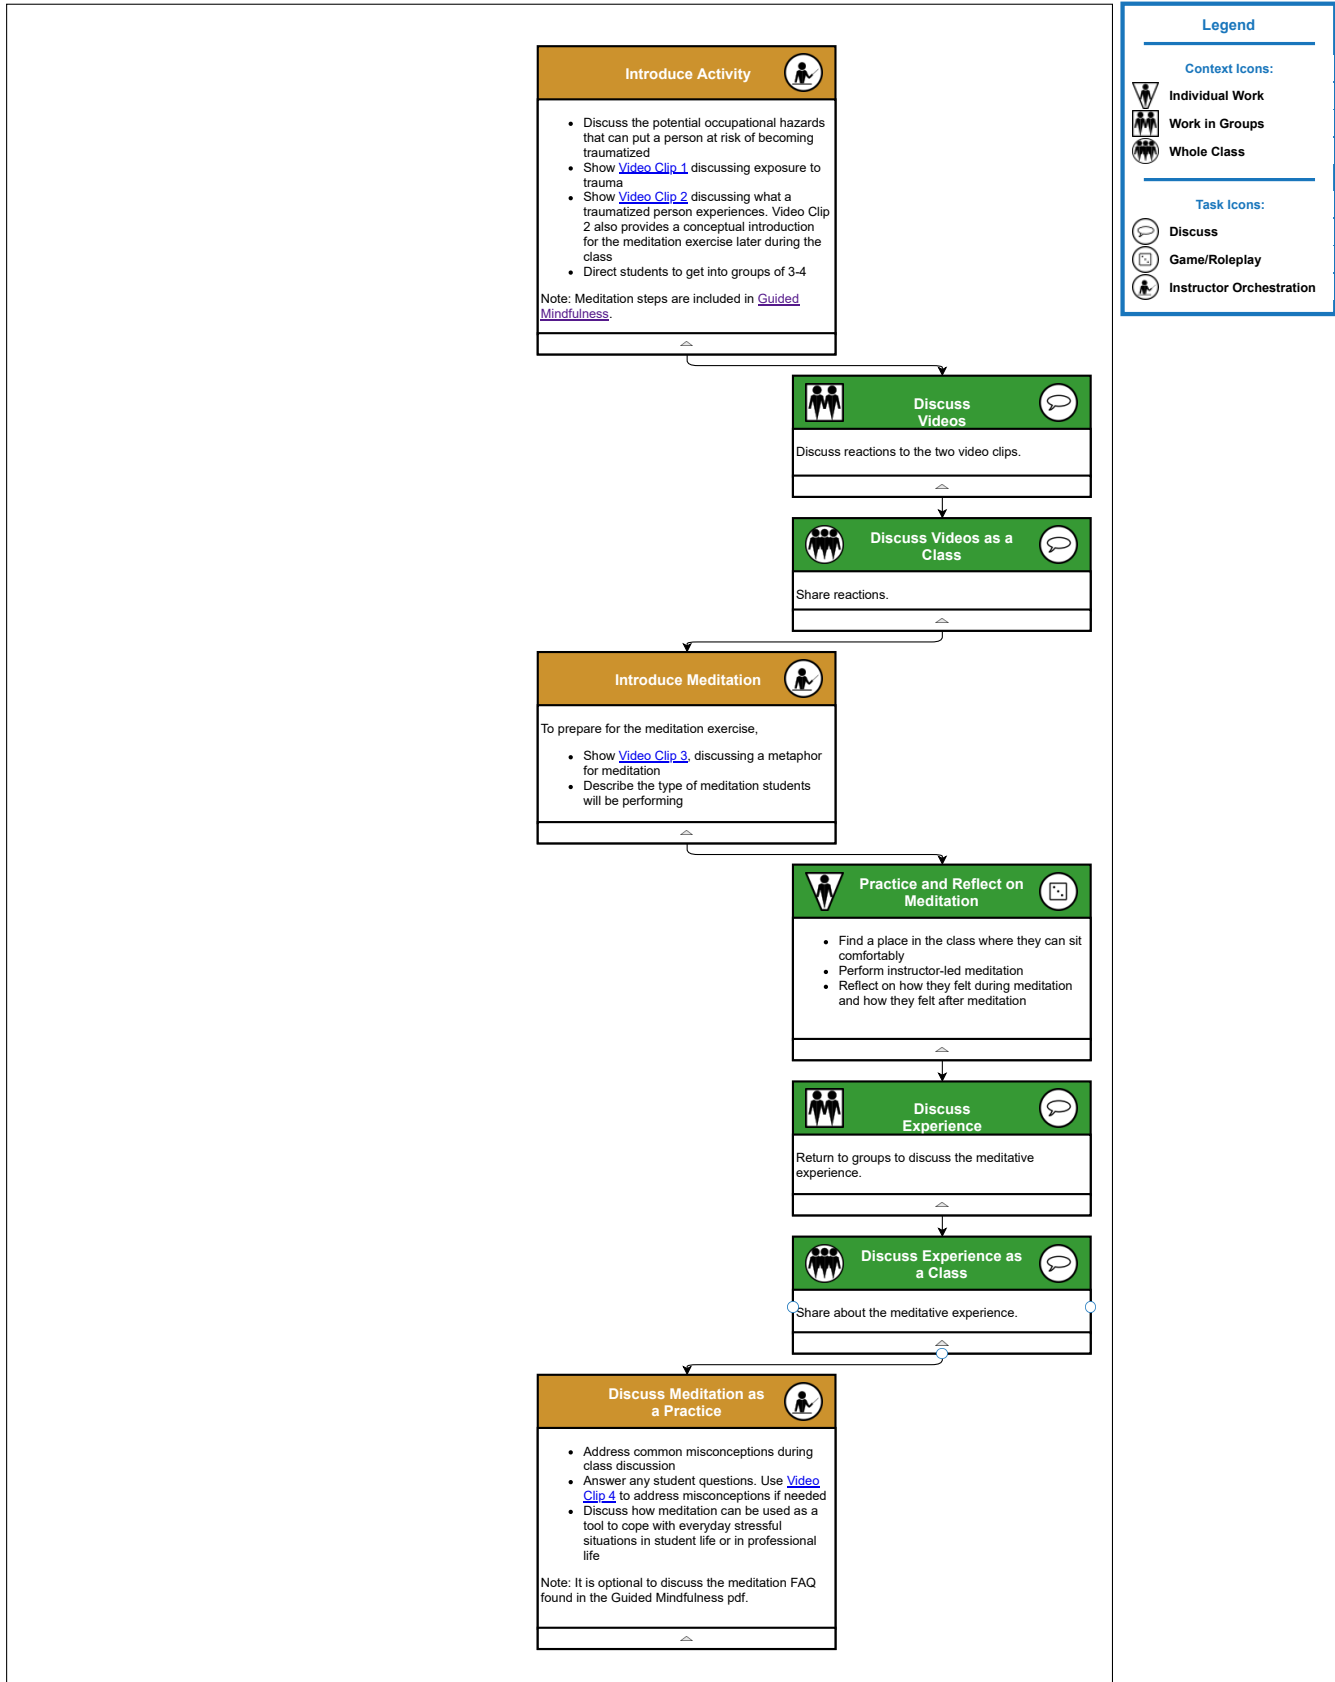 Introduce Activity
Discuss the potential occupational hazards
that can put a person at risk of becoming
traumatized
Show Video Clip 1 discussing exposure to
trauma
Show Video Clip 2 discussing what a
traumatized person experiences. Video Clip
2 also provides a conceptual introduction
for the meditation exercise later during the
class
Direct students to get into groups of 3-4
Note: Meditation steps are included in Guided
Mindfulness.
Discuss
Videos
Discuss reactions to the two video clips.
Discuss Videos as a
Class
Share reactions.
Introduce Meditation
To prepare for the meditation exercise,
Show Video Clip 3, discussing a metaphor
for meditation
Describe the type of meditation students
will be performing
Practice and Reflect on
Meditation
Find a place in the class where they can sit
comfortably
Perform instructor-led meditation
Reflect on how they felt during meditation
and how they felt after meditation
Discuss
Experience
Return to groups to discuss the meditative
experience.
Discuss Experience as
a Class
Share about the meditative experience.
Discuss Meditation as
a Practice
Address common misconceptions during
class discussion
Answer any student questions. Use Video
Clip 4 to address misconceptions if needed
Discuss how meditation can be used as a
tool to cope with everyday stressful
situations in student life or in professional
life
Note: It is optional to discuss the meditation FAQ
found in the Guided Mindfulness pdf.
Legend
Context Icons:
Individual Work
Work in Groups
Whole Class
Task Icons:
Discuss
Game/Roleplay
Instructor Orchestration